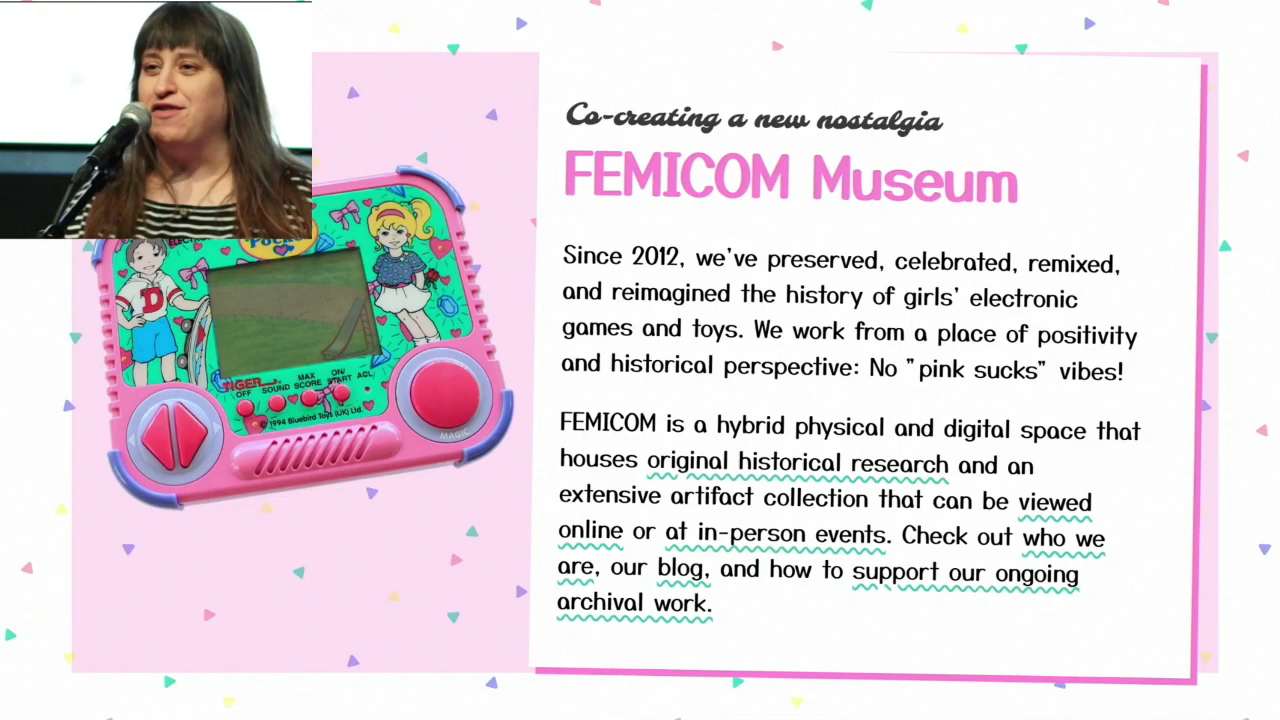 Co-creating a new nostalgia
FEMICOM Museum
Since 2012, we've preserved, celebrated, remixed,
and reimagined the history of girls' electronic
games and toys. We work from a place of positivity
and historical perspective: No "pink sucks" vibes!
FEMICOM is a hybrid physical and digital space that
houses original historical research and an
extensive artifact collection that can be viewed
online or at in-person events. Check out who we
are, our blog, and how to support our ongoing
archival work.
D
TIGER
OFF
SOUND
MAX
SCORE
ON/
START
ACL
© 1994 Bluebird Toys (UK) Ltd.
MAGIC